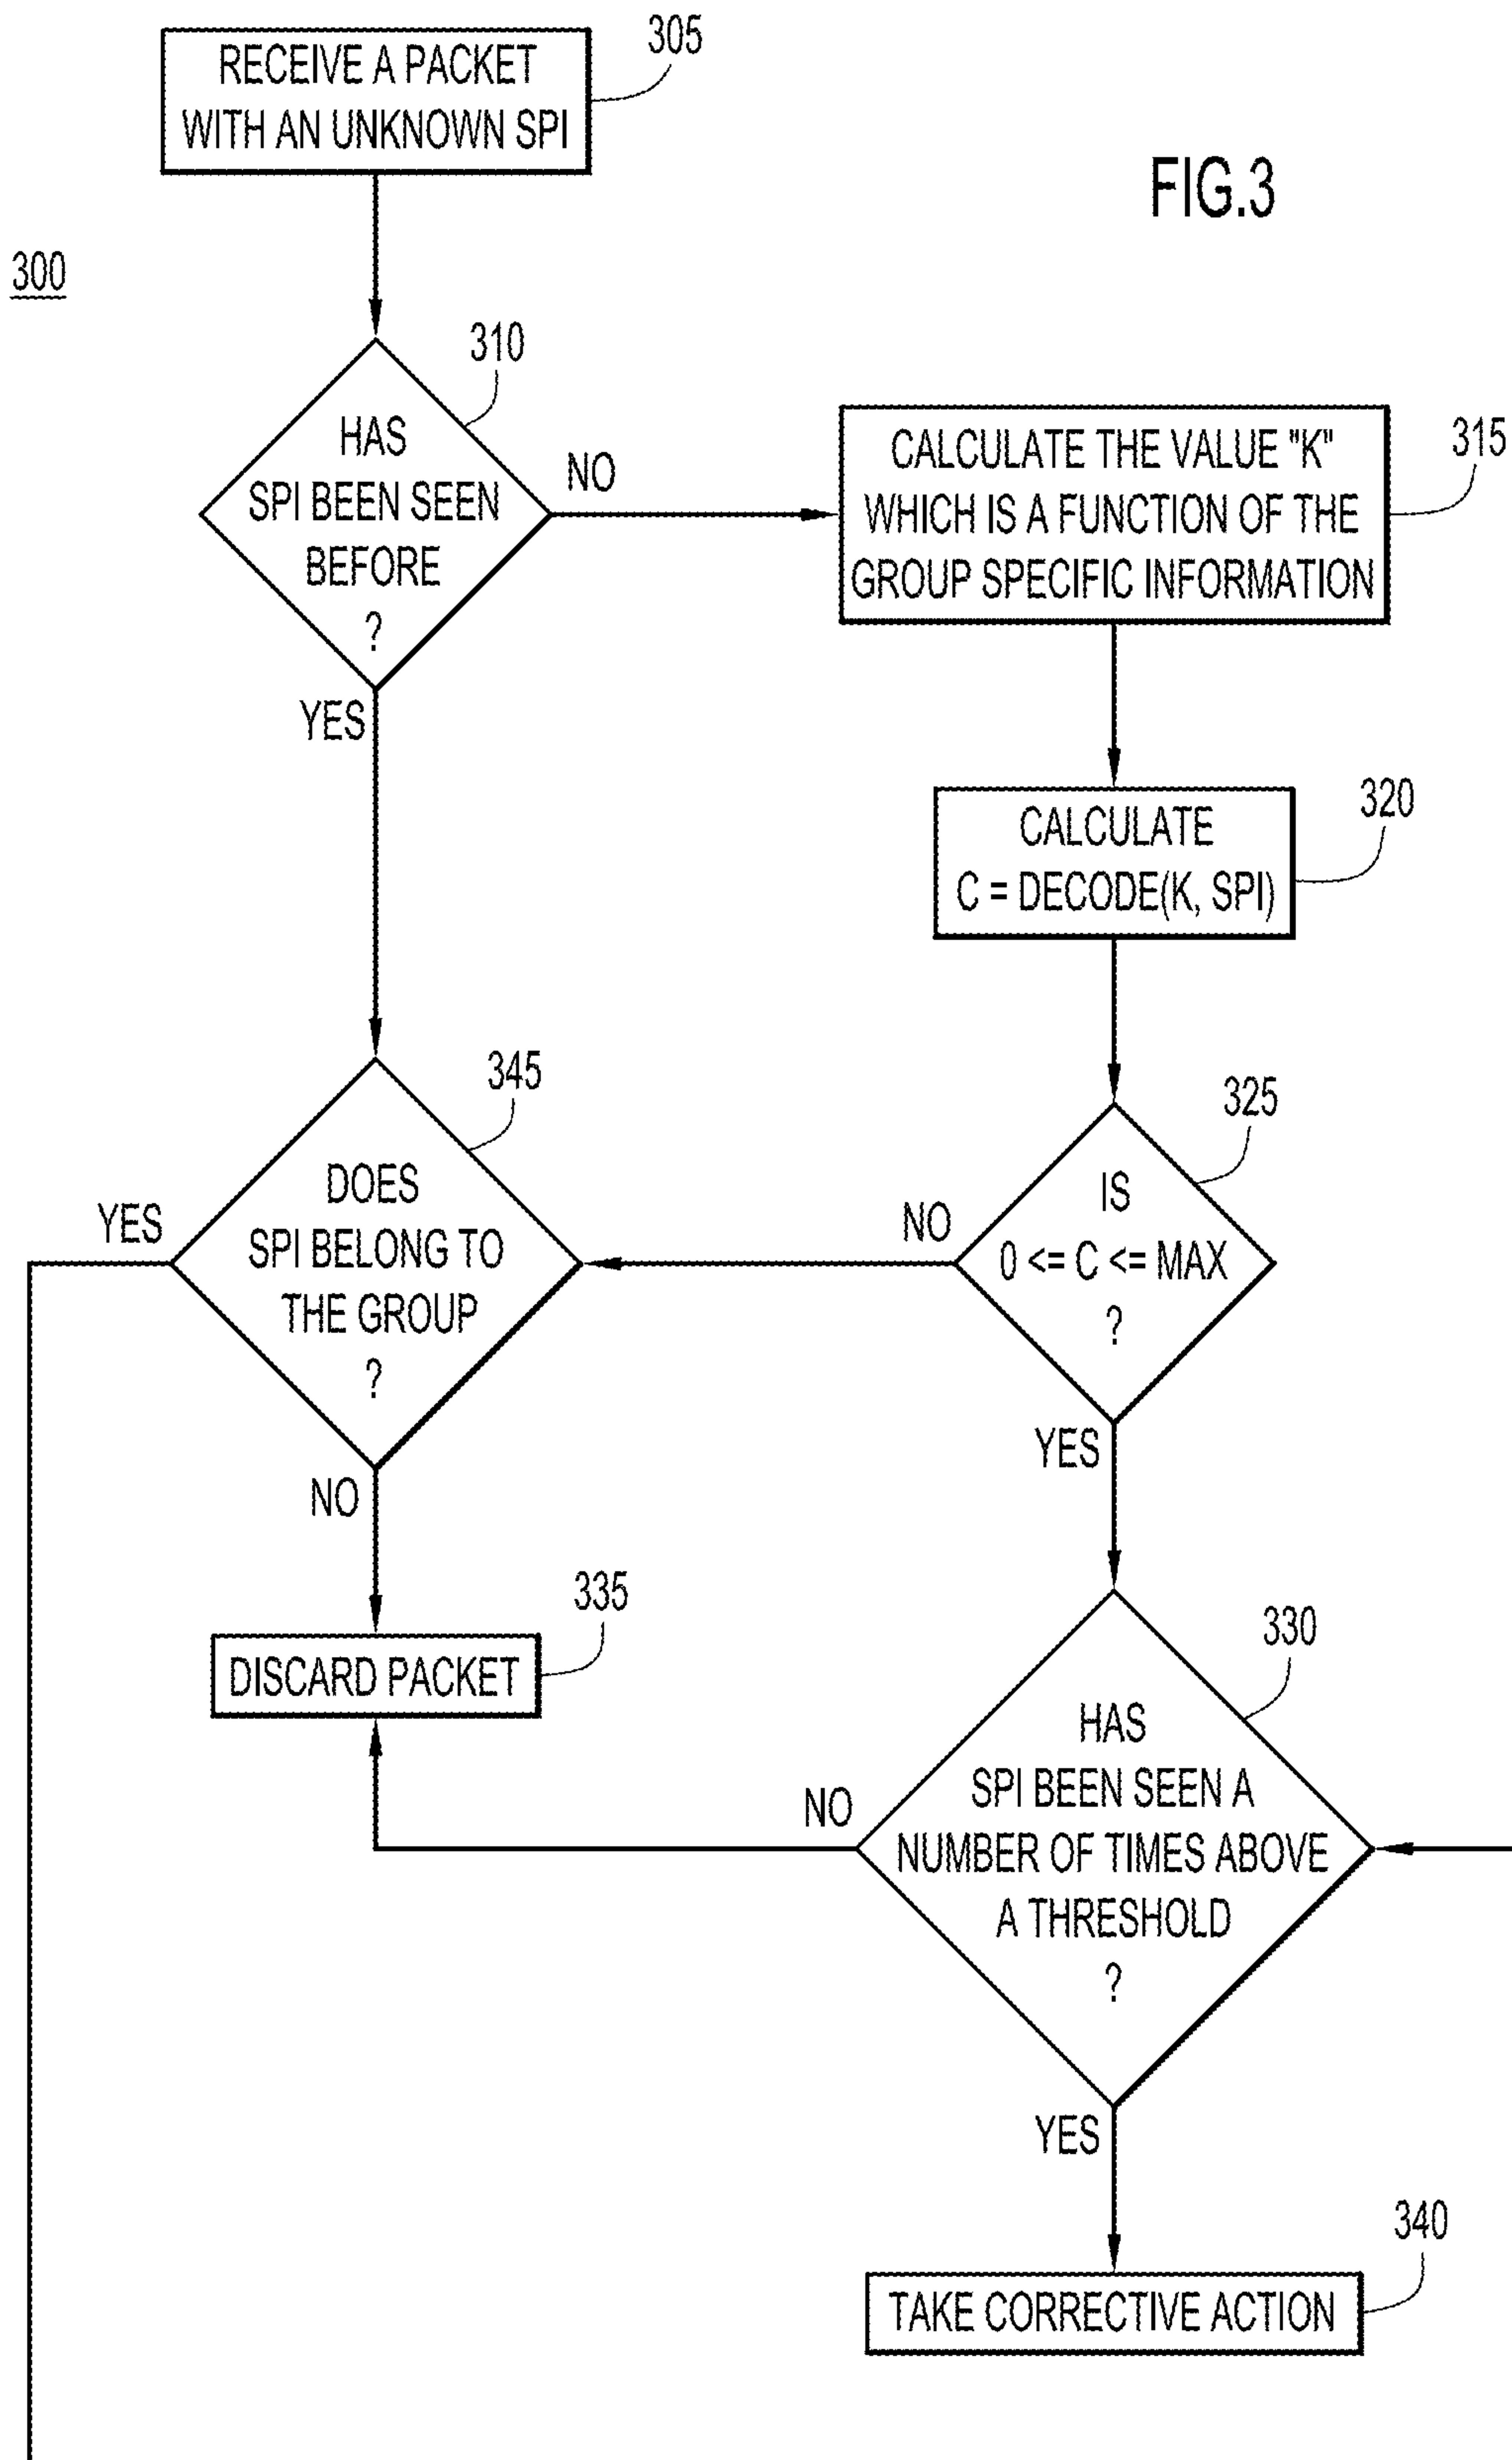 RECEIVE A PACKET
WITH AN UNKNOWN SPI
305
FIG.3
300
310
HAS
SPI BEEN SEEN
BEFORE
?
NO
YES
CALCULATE THE VALUE "K"
WHICH IS A FUNCTION OF THE
GROUP SPECIFIC INFORMATION
315
CALCULATE
C = DECODE(K, SPI)
320
345
DOES
SPI BELONG TO
THE GROUP
?
YES
NO
325
IS
0 <= C <= MAX
?
NO
YES
DISCARD PACKET
335
330
HAS
SPI BEEN SEEN A
NUMBER OF TIMES ABOVE
A THRESHOLD
?
NO
YES
340
TAKE CORRECTIVE ACTION